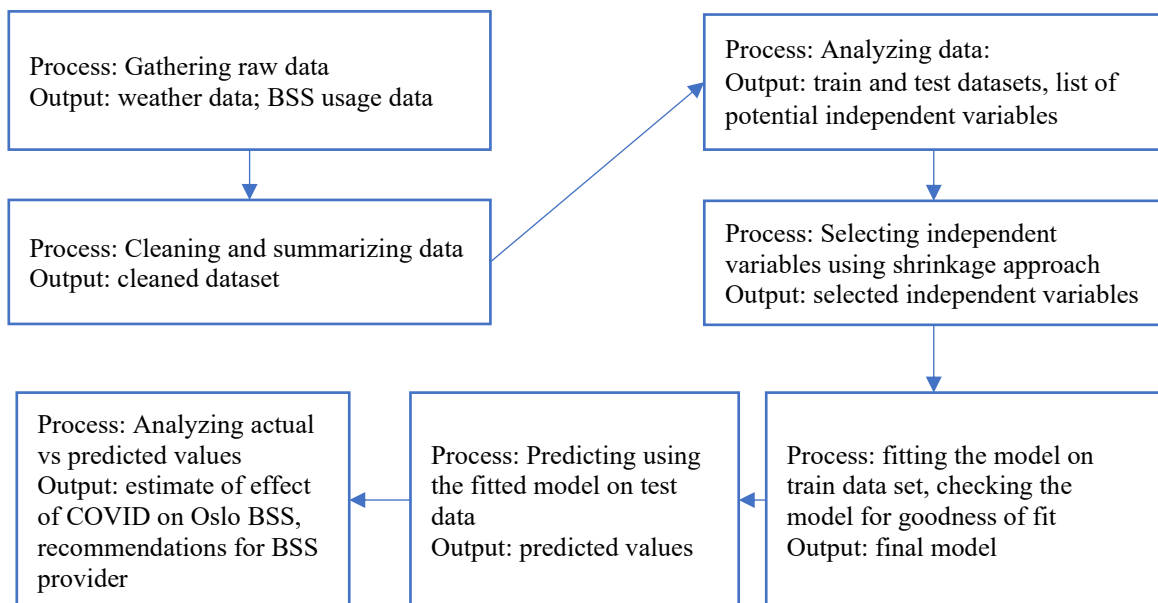 Process: Gathering raw data
Output: weather data; BSS usage data
Process: Cleaning and summarizing data
Output: cleaned dataset
Process: Analyzing data:
Output: train and test datasets, list of
potential independent variables
Process: Selecting independent
variables using shrinkage approach
Output: selected independent variables
Process: fitting the model on
train data set, checking the
model for goodness of fit
Output: final model
Process: Predicting using
the fitted model on test
data
Output: predicted values
Process: Analyzing actual
vs predicted values
Output: estimate of effect
of COVID on Oslo BSS,
recommendations for BSS
provider